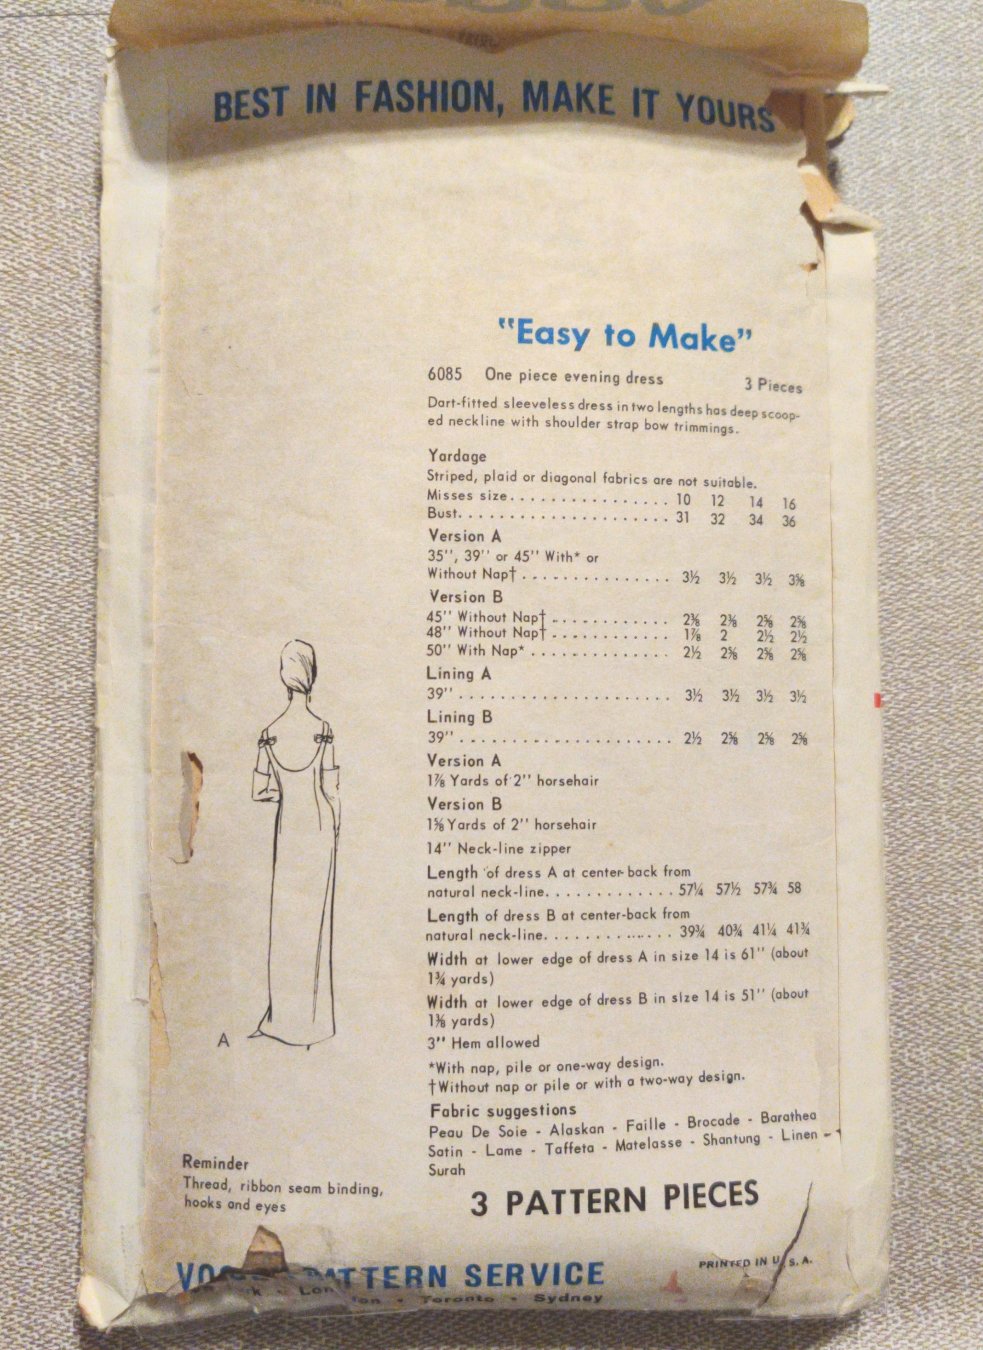 BEST IN FASHION, MAKE IT YOURS
"Easy to Make"
6085 One piece evening dress 3 Pieces
Dart-fitted sleeveless dress in two lengths has deep scoop-
ed neckline with shoulder strap bow trimmings.
Yardage
Striped, plaid or diagonal fabrics are not suitable.
Misses size. . . . . . . . . . . . . . . . 10 12 14 16
Bust. . . . . . . . . . . . . . . . . . . . . 31 32 34 36
Version A
35'', 39'' or 45'' With* or
Without Nap† . . . . . . . . . . . . . . . 3½ 3½ 3½ 3⅝
Version B
45'' Without Nap† . . . . . . . . . . . . 2⅜ 2⅜ 2⅝ 2⅝
48'' Without Nap† . . . . . . . . . . . . 1⅞ 2 2½ 2½
50'' With Nap* . . . . . . . . . . . . . . 2½ 2⅝ 2⅝ 2⅝
Lining A
39'' . . . . . . . . . . . . . . . . . . . . . 3½ 3½ 3½ 3½
Lining B
39'' . . . . . . . . . . . . . . . . . . . . . 2½ 2⅝ 2⅝ 2⅝
Version A
1⅞ Yards of 2'' horsehair
Version B
1⅝ Yards of 2'' horsehair
14'' Neck-line zipper
Length of dress A at center-back from
natural neck-line. . . . . . . . . . . . . 57¼ 57½ 57¾ 58
Length of dress B at center-back from
natural neck-line. . . . . . . . . . . . . 39¾ 40¾ 41¼ 41¾
Width at lower edge of dress A in size 14 is 61'' (about
1¾ yards)
Width at lower edge of dress B in size 14 is 51'' (about
1⅜ yards)
3'' Hem allowed
*With nap, pile or one-way design.
†Without nap or pile or with a two-way design.
Fabric suggestions
Peau De Soie - Alaskan - Faille - Brocade - Barathea
Satin - Lame - Taffeta - Matelasse - Shantung - Linen -
Surah
A
Reminder
Thread, ribbon seam binding,
hooks and eyes
3 PATTERN PIECES
PATTERN SERVICE
PRINTED IN U.S.A.
Toronto • Sydney